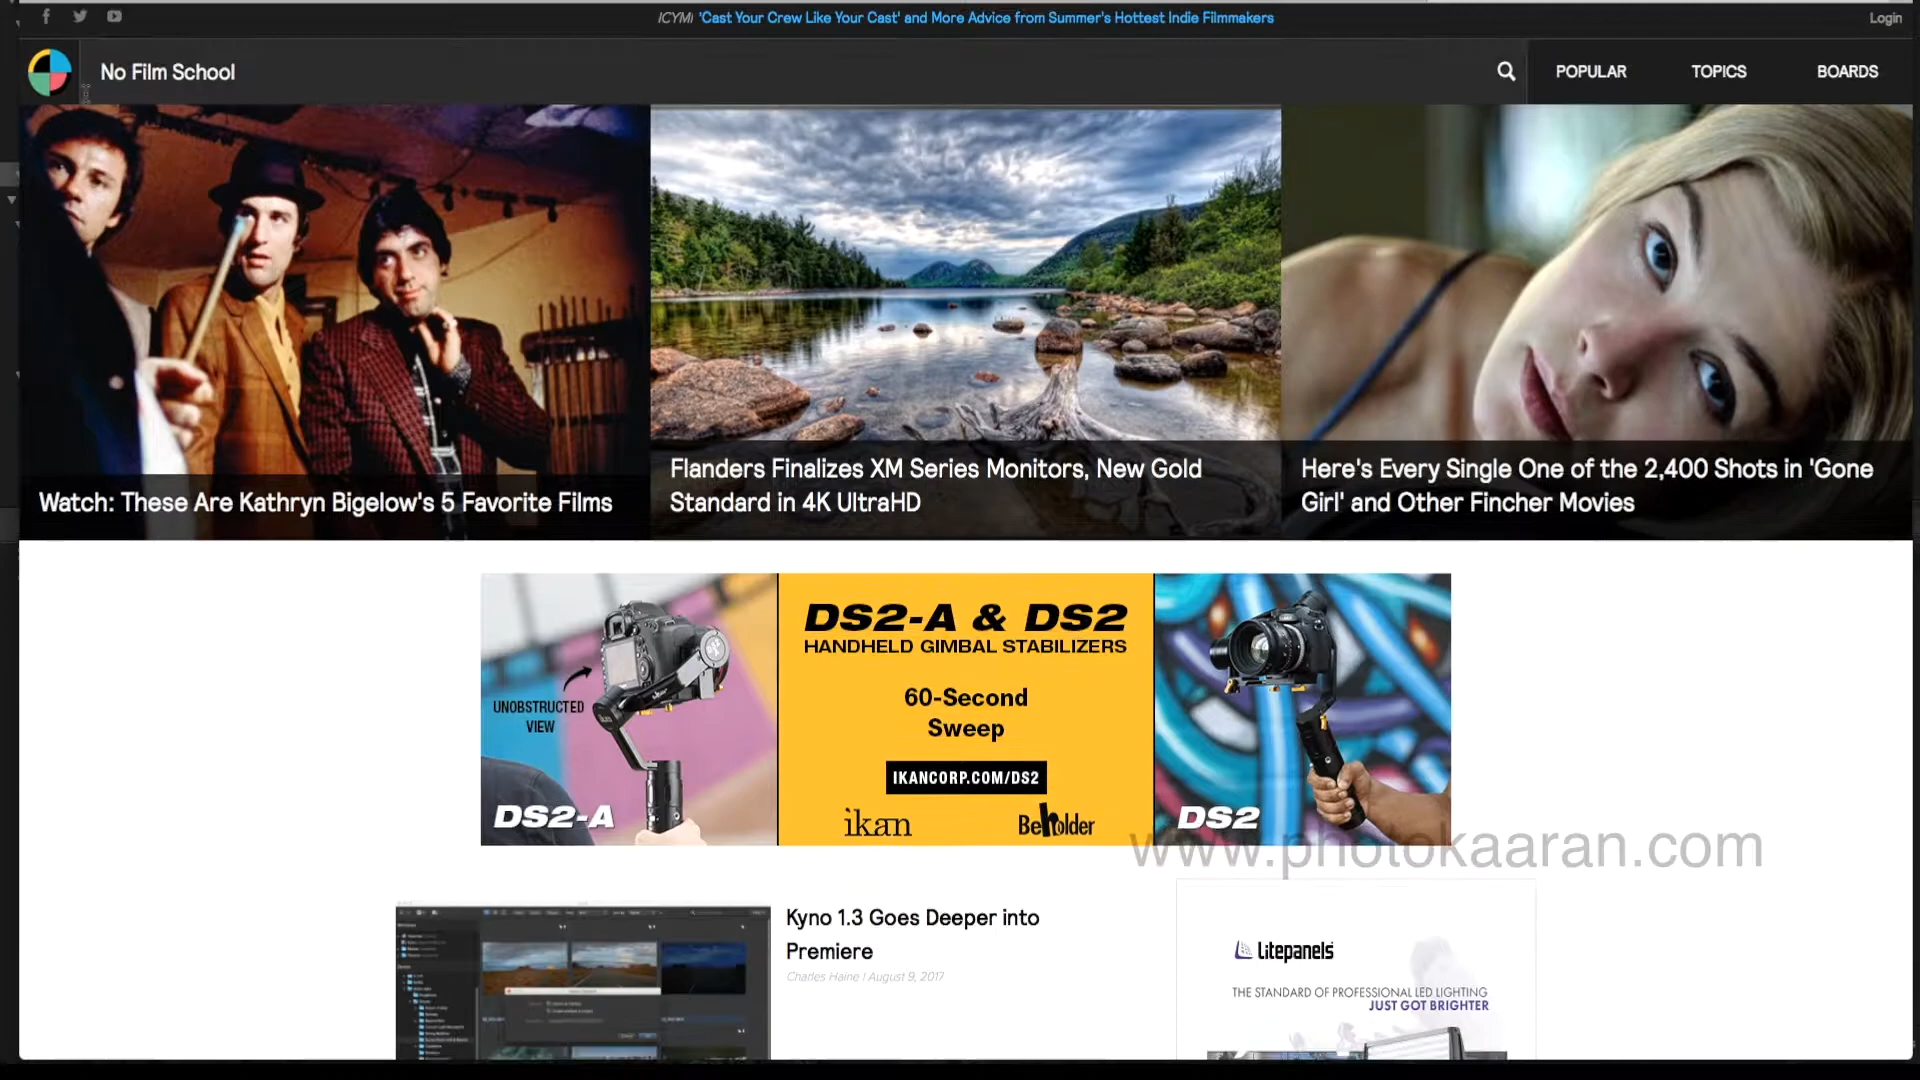 ICYMI 'Cast Your Crew Like Your Cast' and More Advice from Summer's Hottest Indie Filmmakers
Login
No Film School
POPULAR
TOPICS
BOARDS
Watch: These Are Kathryn Bigelow's 5 Favorite Films
Flanders Finalizes XM Series Monitors, New Gold
Standard in 4K UltraHD
Here's Every Single One of the 2,400 Shots in 'Gone
Girl' and Other Fincher Movies
UNOBSTRUCTED
VIEW
DS2-A
DS2-A & DS2
HANDHELD GIMBAL STABILIZERS
60-Second
Sweep
IKANCORP.COM/DS2
ikan
Beholder
DS2
www.photokaaran.com
Kyno 1.3 Goes Deeper into
Premiere
Charles Haine | August 9, 2017
Litepanels
THE STANDARD OF PROFESSIONAL LED LIGHTING
JUST GOT BRIGHTER